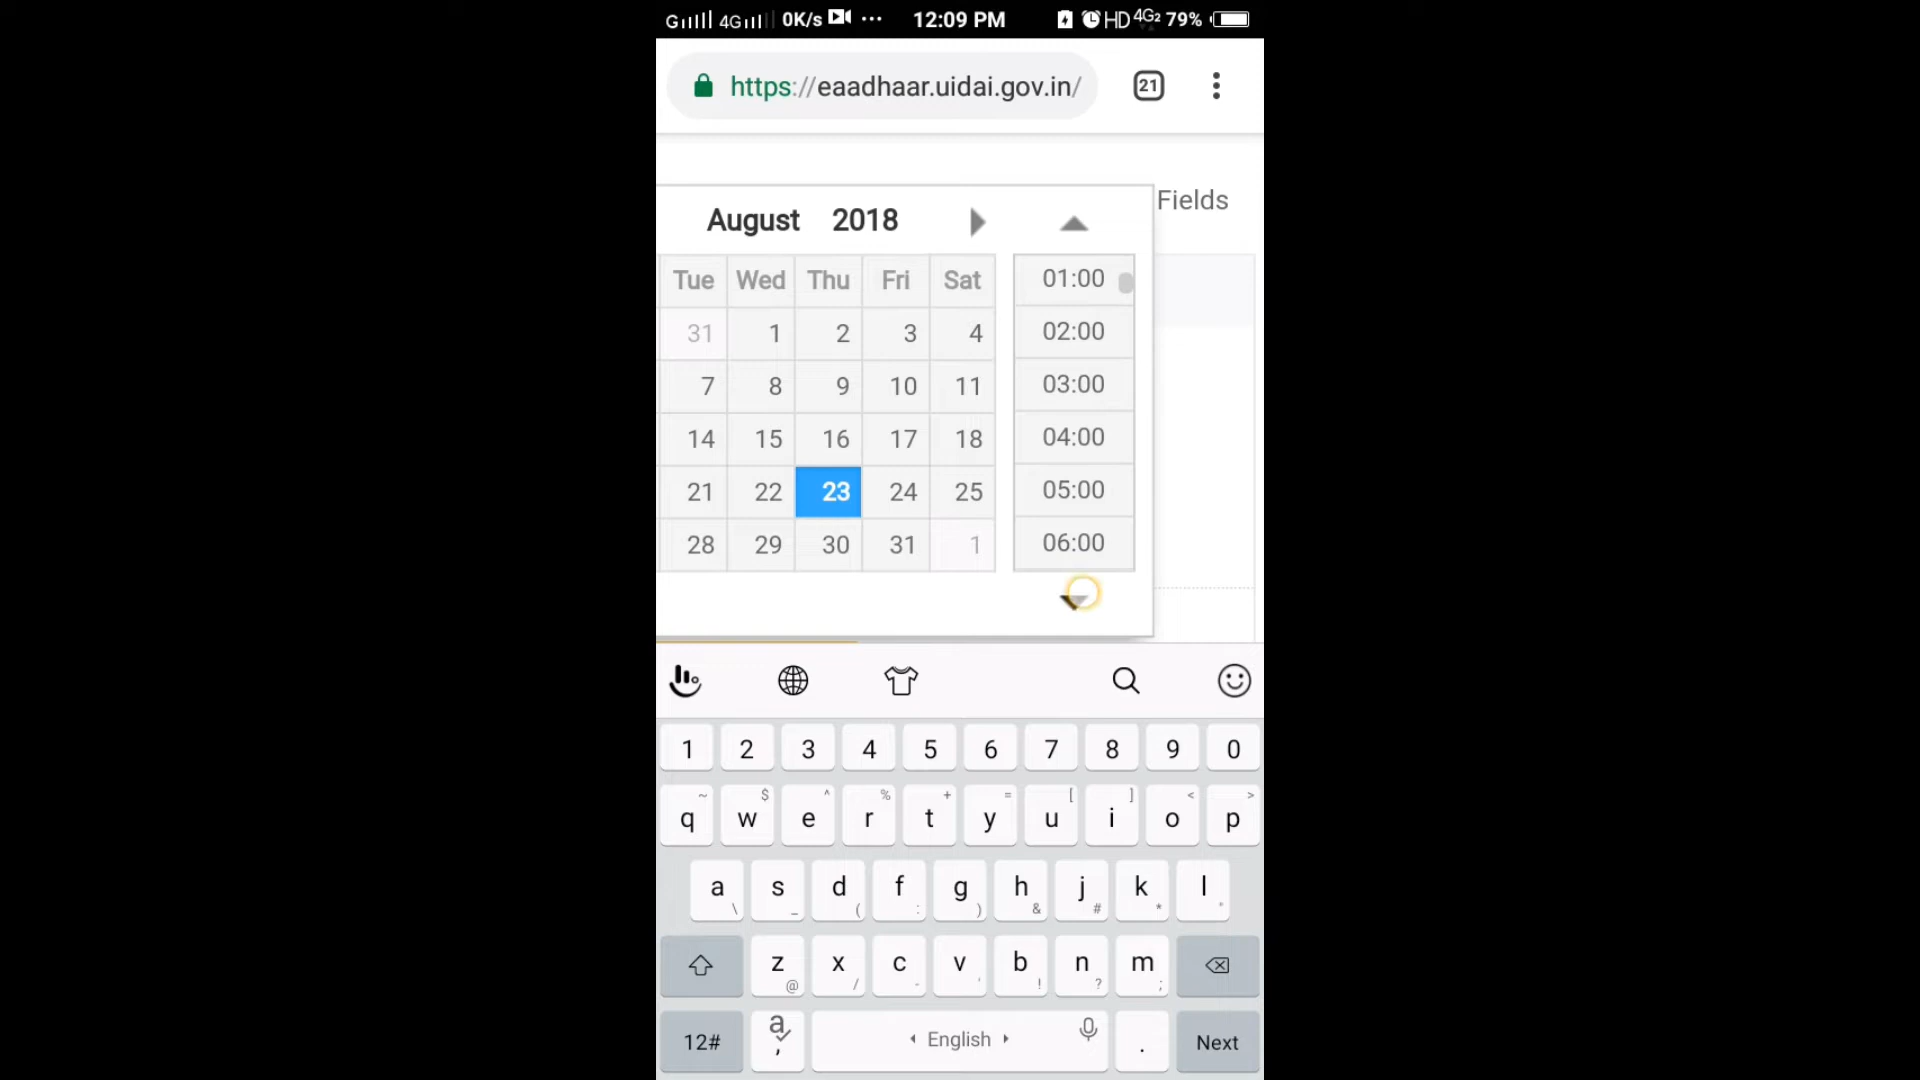 G 4G 0K/s ··· 12:09 PM HD 4G2 79%
https://eaadhaar.uidai.gov.in/ 21
Fields
August 2018
Tue Wed Thu Fri Sat 01:00
31 1 2 3 4 02:00
7 8 9 10 11 03:00
14 15 16 17 18 04:00
21 22 23 24 25 05:00
28 29 30 31 1 06:00
1 2 3 4 5 6 7 8 9 0
~ $ ^ % + = [ ] < >
q w e r t y u i o p
a s d f g h j k l
\ _ ( : ) & # * °
z x c v b n m
@ / - ' ! ? ;
12# a , English . Next